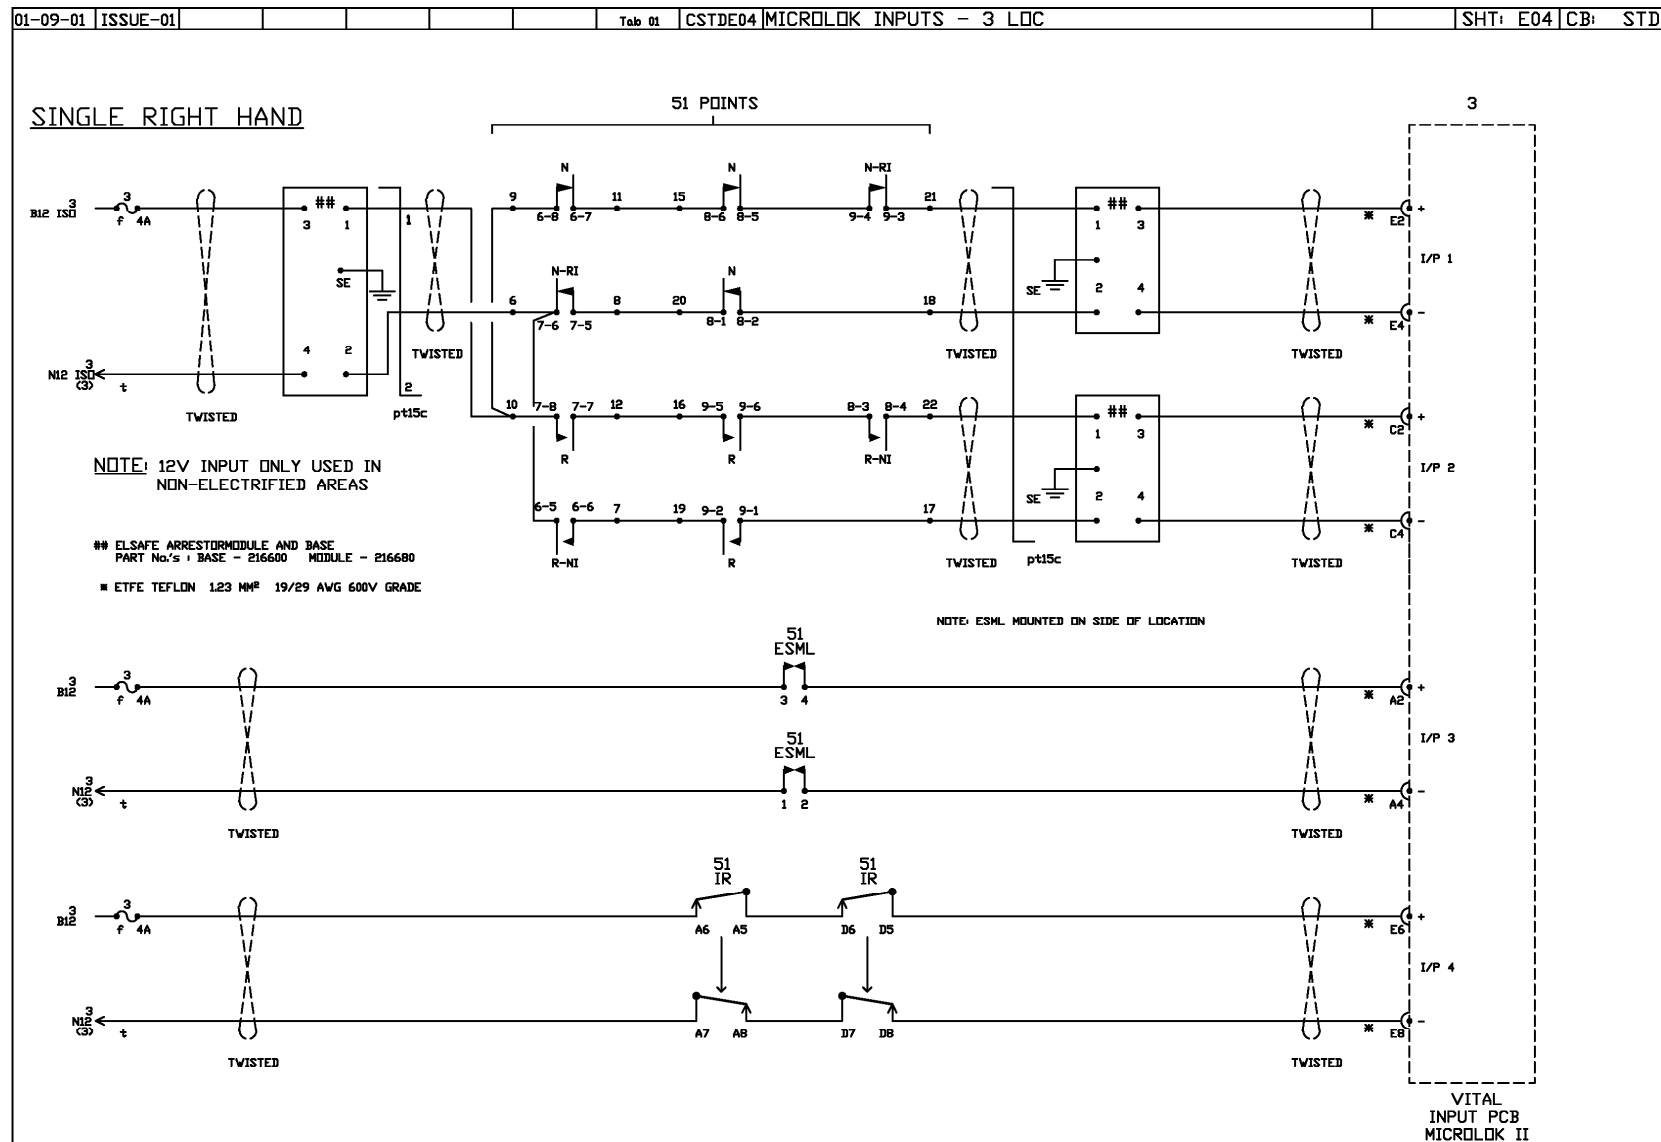 01-09-01 ISSUE-01 Tab 01 CSTDE04 MICROLOK INPUTS - 3 LOC SHT: E04 CB: STD
SINGLE RIGHT HAND
51 POINTS
3
N N N-RI
3 3 ## 9 11 15 21 ##
B12 ISO f 4A 3 1 1 6-8 6-7 8-6 8-5 9-4 9-3 1 3 * E2 +
I/P 1
SE N-RI N SE 2 4
6 8 20 18
7-6 7-5 8-1 8-2 * E4 -
4 2 TWISTED TWISTED TWISTED
3
N12 ISO
(3) t 2
TWISTED pt15c
10 7-8 7-7 12 16 9-5 9-6 8-3 8-4 22 ##
1 3 * C2 +
R R R-NI
I/P 2
NOTE: 12V INPUT ONLY USED IN
NON-ELECTRIFIED AREAS
SE 2 4
6-5 6-6 7 19 9-2 9-1 17
* C4 -
R-NI R TWISTED pt15c TWISTED
## ELSAFE ARRESTORMODULE AND BASE
PART No.'s : BASE - 216600 MODULE - 216680
* ETFE TEFLON 1.23 MM² 19/29 AWG 600V GRADE
NOTE: ESML MOUNTED ON SIDE OF LOCATION
51
ESML
3 3
B12 f 4A 3 4 * A2 +
I/P 3
51
ESML
3
N12
(3) t 1 2 * A4 -
TWISTED TWISTED
51 51
IR IR
3 3
B12 f 4A A6 A5 D6 D5 * E6 +
I/P 4
3
N12
(3) t A7 A8 D7 D8 * E8 -
TWISTED TWISTED
VITAL
INPUT PCB
MICROLOK II